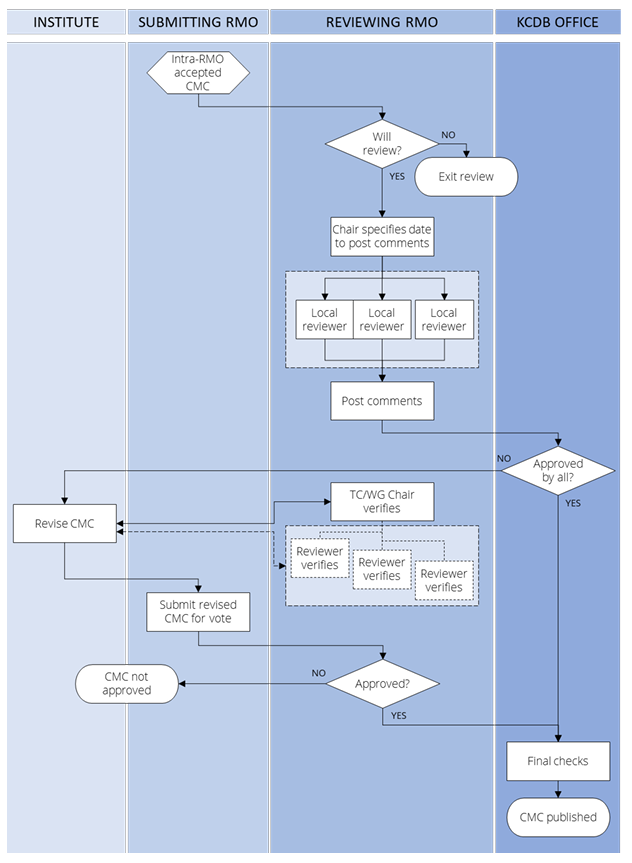 INSTITUTE
SUBMITTING RMO
REVIEWING RMO
KCDB OFFICE
Intra-RMO
accepted
CMC
Will
review?
NO
Exit review
YES
Chair specifies date
to post comments
Local
reviewer
Local
reviewer
Local
reviewer
Post comments
Approved
by all?
NO
YES
Revise CMC
TC/WG Chair
verifies
Reviewer
verifies
Reviewer
verifies
Reviewer
verifies
Submit revised
CMC for vote
Approved?
NO
CMC not
approved
YES
Final checks
CMC published